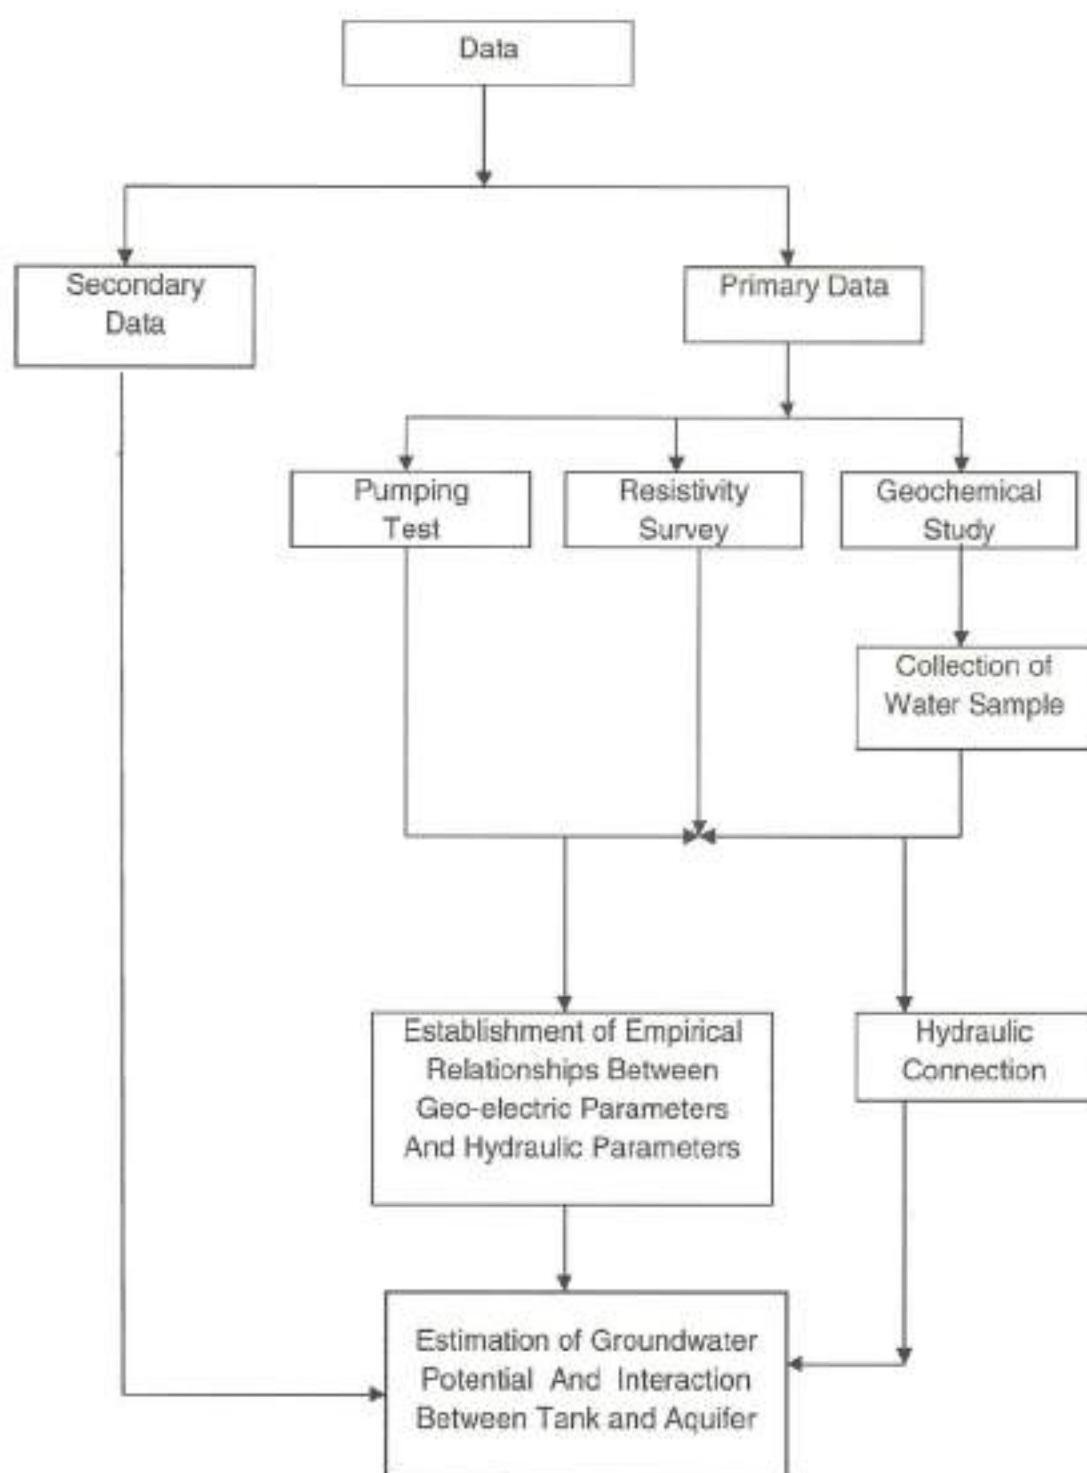 Data
Secondary
Data
Primary Data
Pumping
Test
Resistivity
Survey
Geochemical
Study
Collection of
Water Sample
Establishment of Empirical
Relationships Between
Geo-electric Parameters
And Hydraulic Parameters
Hydraulic
Connection
Estimation of Groundwater
Potential And Interaction
Between Tank and Aquifer